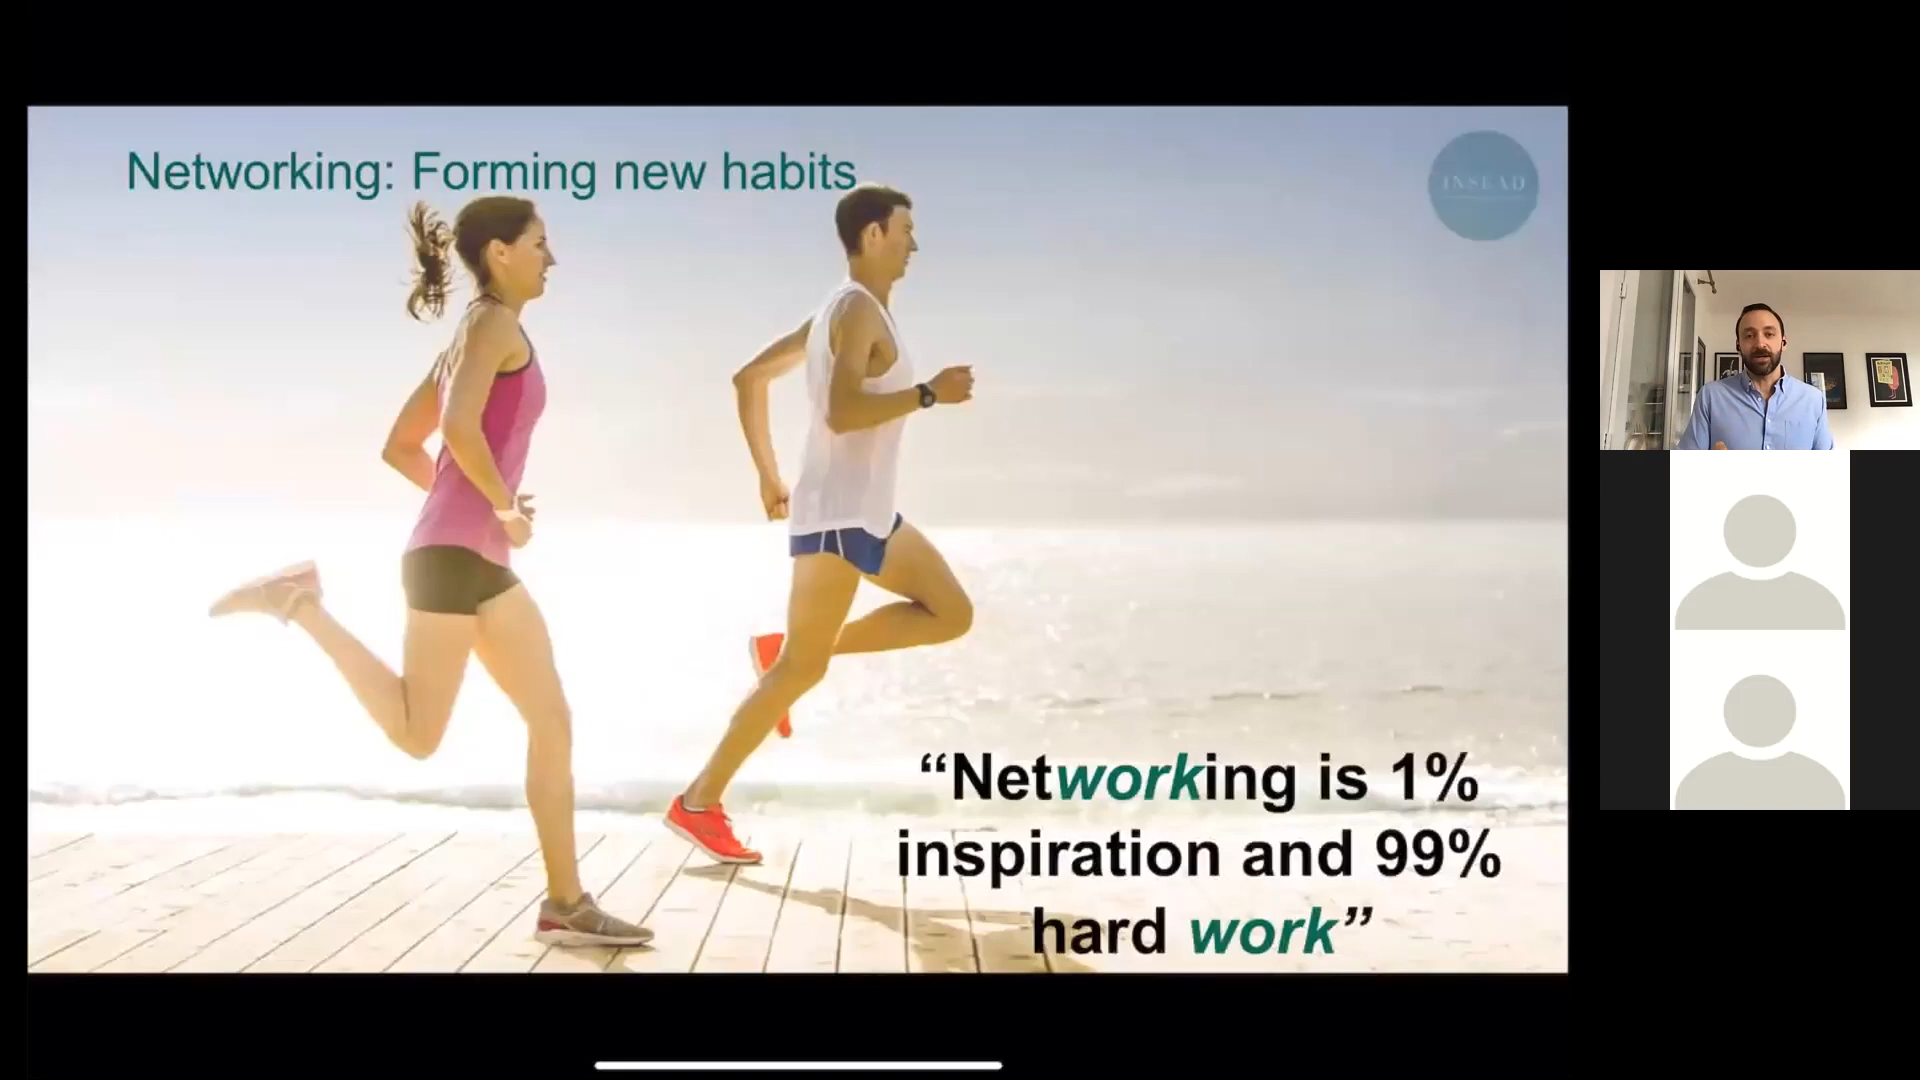 Networking: Forming new habits
INSEAD
“Networking is 1%
inspiration and 99%
hard work”